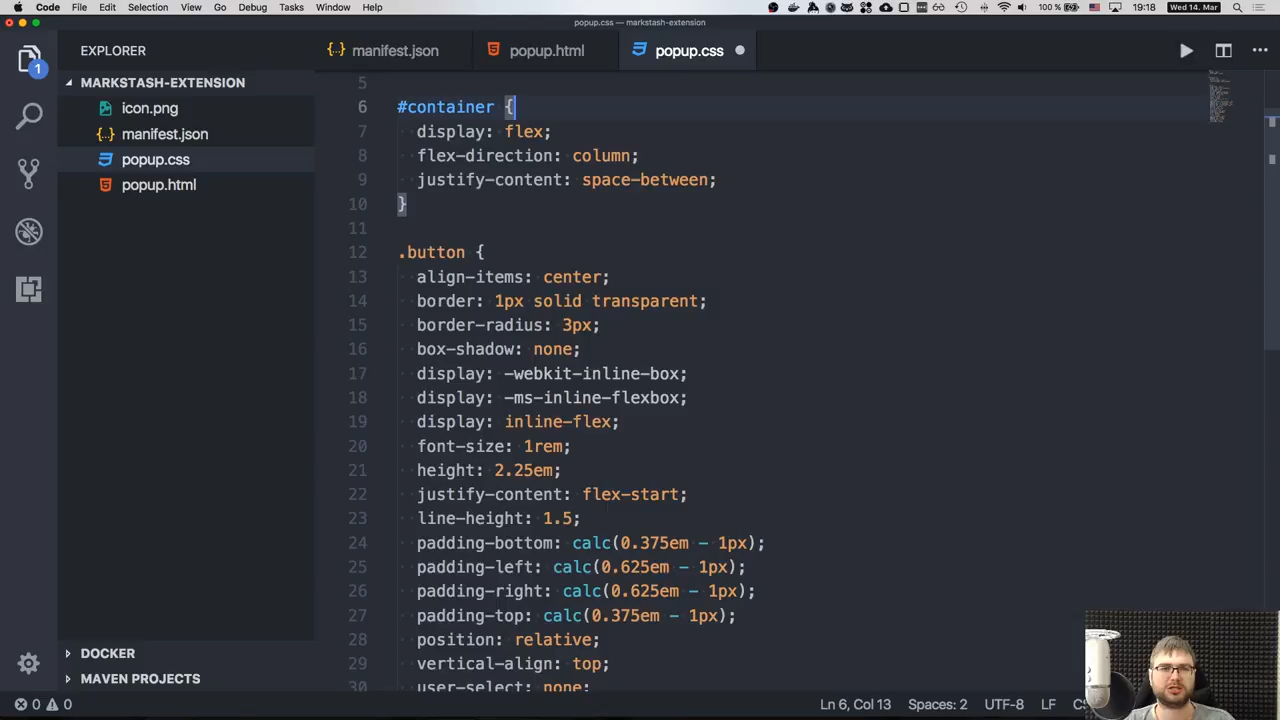 Code File Edit Selection View Go Debug Tasks Window Help 100 % 19:18 Wed 14. Mar
popup.css — markstash-extension
EXPLORER
manifest.json popup.html popup.css
MARKSTASH-EXTENSION
icon.png
manifest.json
popup.css
popup.html
DOCKER
MAVEN PROJECTS
1
5
6 #container {
7 display: flex;
8 flex-direction: column;
9 justify-content: space-between;
10 }
11
12 .button {
13 align-items: center;
14 border: 1px solid transparent;
15 border-radius: 3px;
16 box-shadow: none;
17 display: -webkit-inline-box;
18 display: -ms-inline-flexbox;
19 display: inline-flex;
20 font-size: 1rem;
21 height: 2.25em;
22 justify-content: flex-start;
23 line-height: 1.5;
24 padding-bottom: calc(0.375em - 1px);
25 padding-left: calc(0.625em - 1px);
26 padding-right: calc(0.625em - 1px);
27 padding-top: calc(0.375em - 1px);
28 position: relative;
29 vertical-align: top;
30 user-select: none;
0 0 Ln 6, Col 13 Spaces: 2 UTF-8 LF